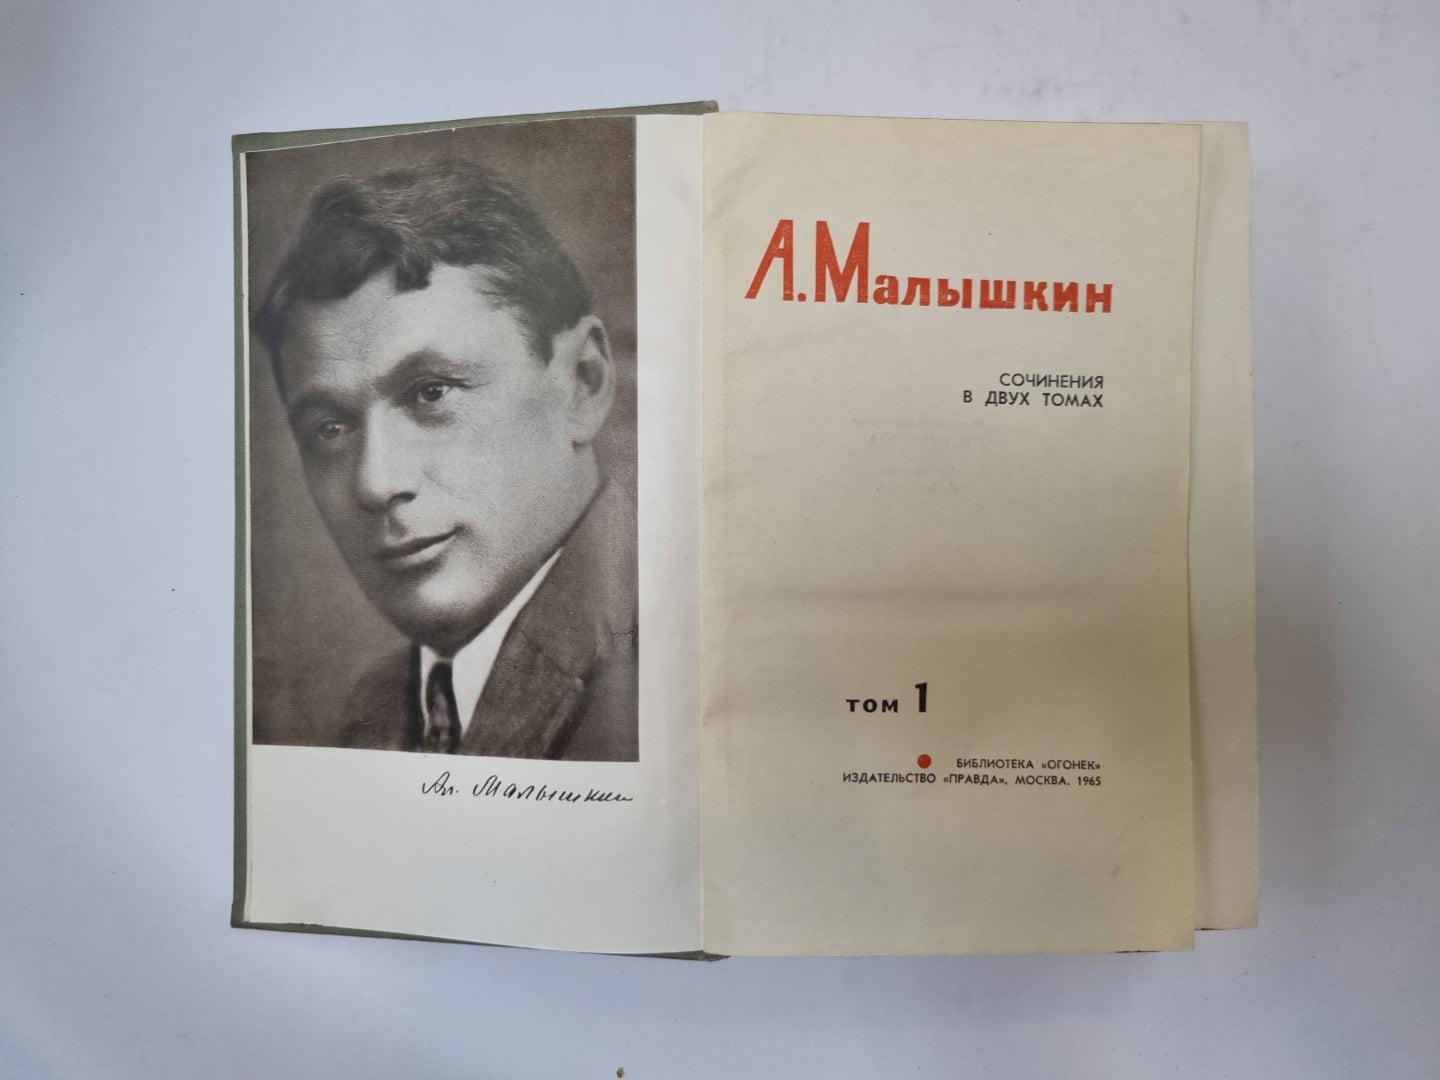 Ал. Малышкин
А. Малышкин
СОЧИНЕНИЯ
В ДВУХ ТОМАХ
том 1
БИБЛИОТЕКА «ОГОНЕК»
ИЗДАТЕЛЬСТВО «ПРАВДА». МОСКВА. 1965